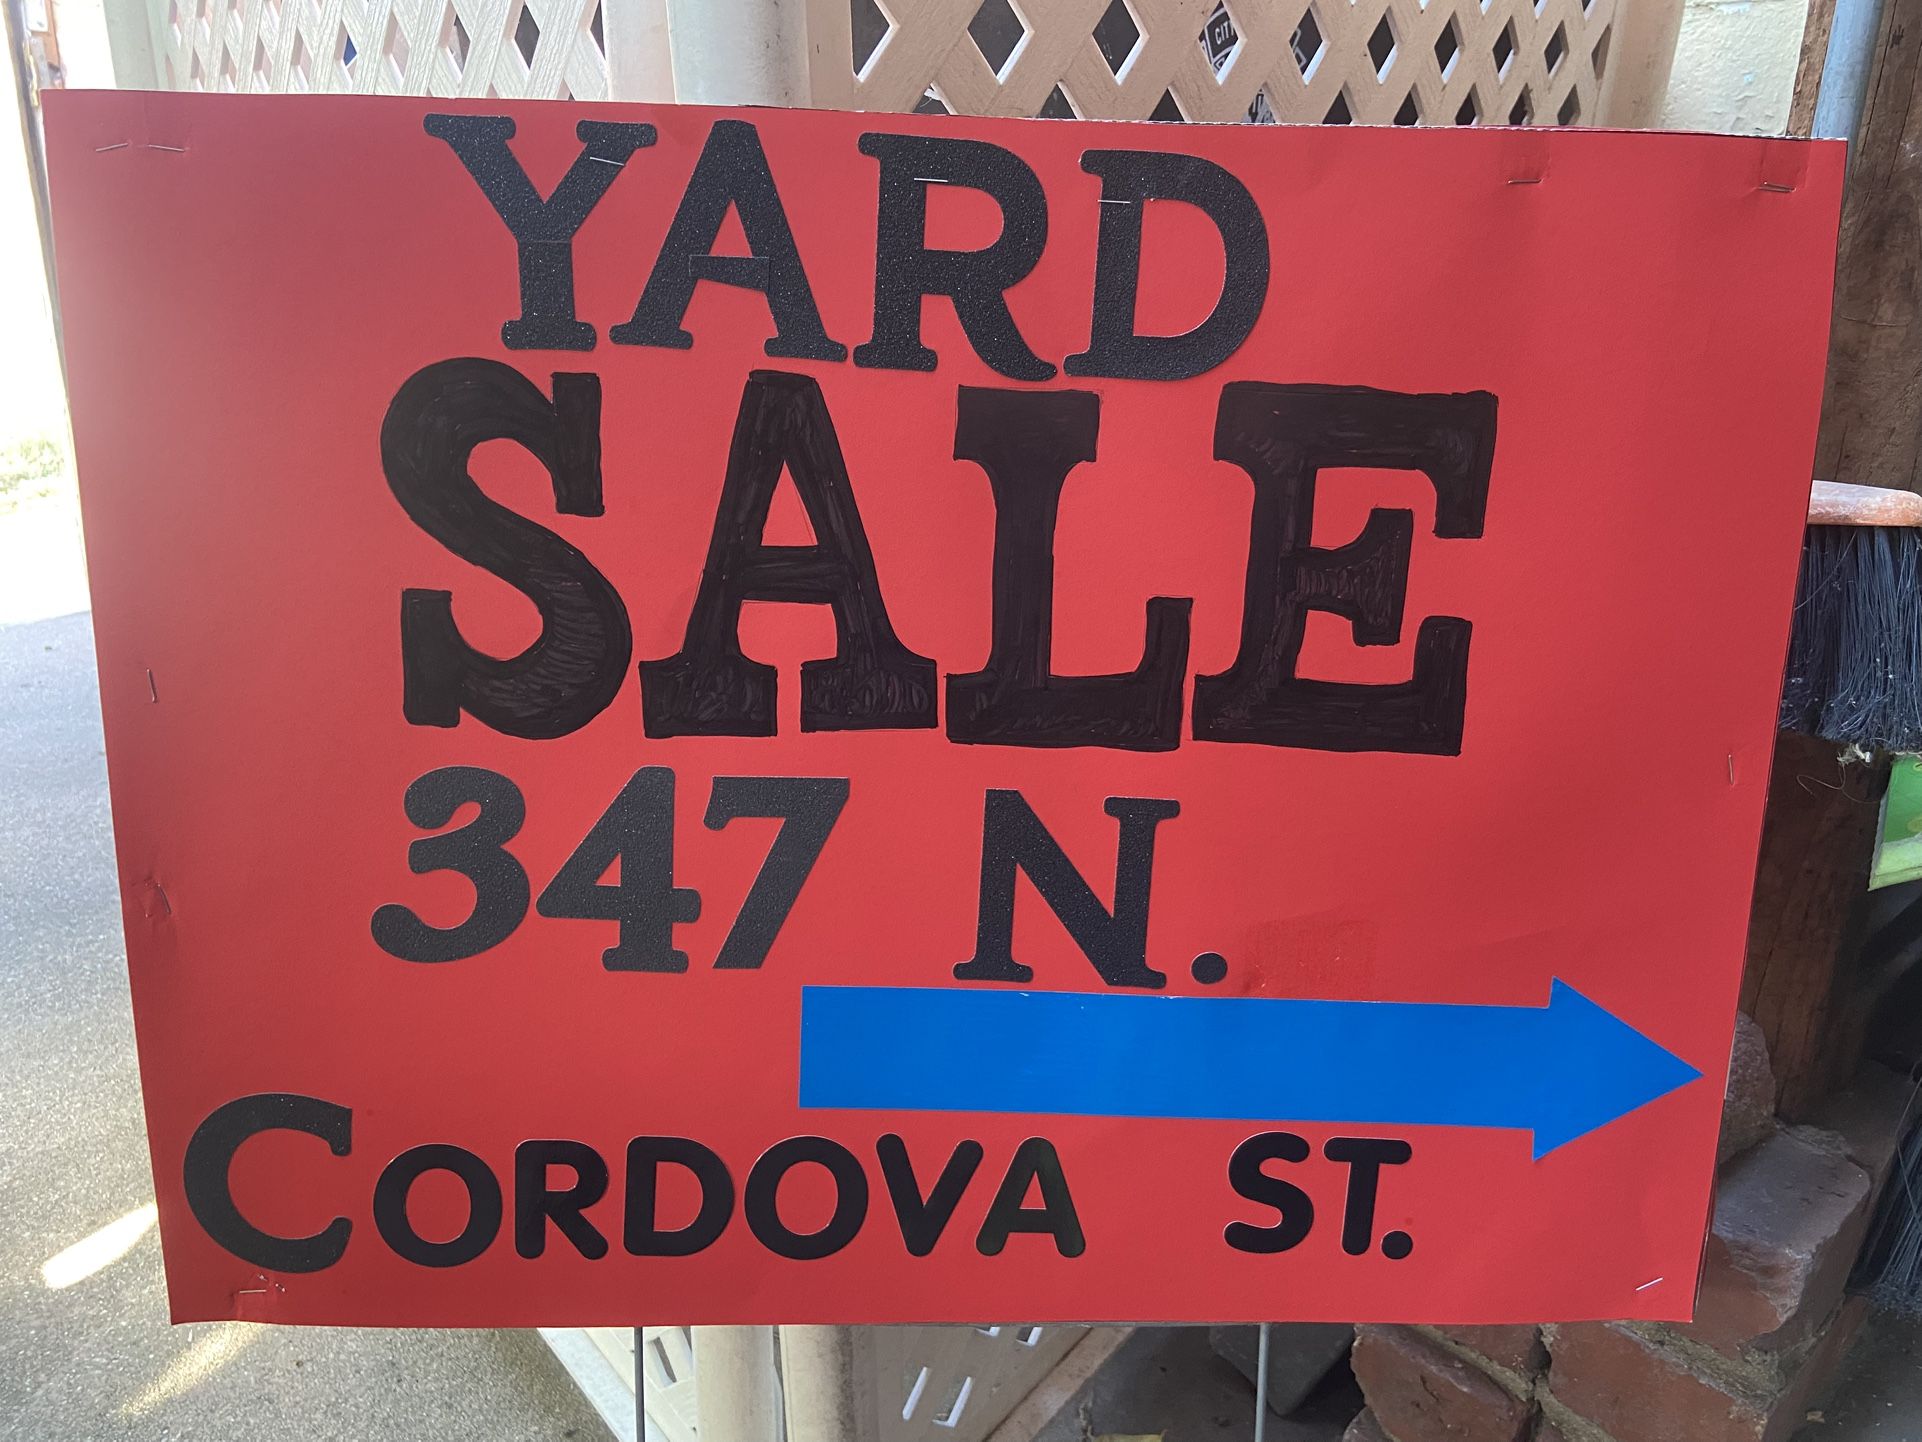 YARD
SALE
347 N.
CORDOVA ST.